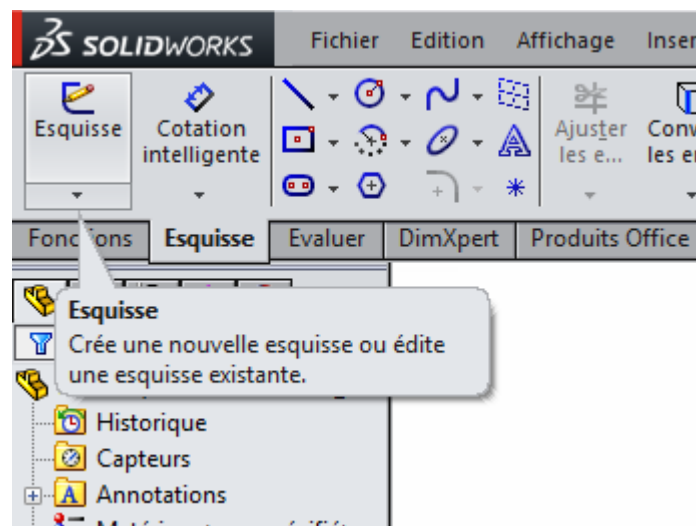 SOLIDWORKS Fichier Edition Affichage
Esquisse Cotation intelligente Ajuster les e...
Esquisse Evaluer DimXpert Produits Office
Esquisse
Crée une nouvelle esquisse ou édite
une esquisse existante.
Historique
Capteurs
Annotations